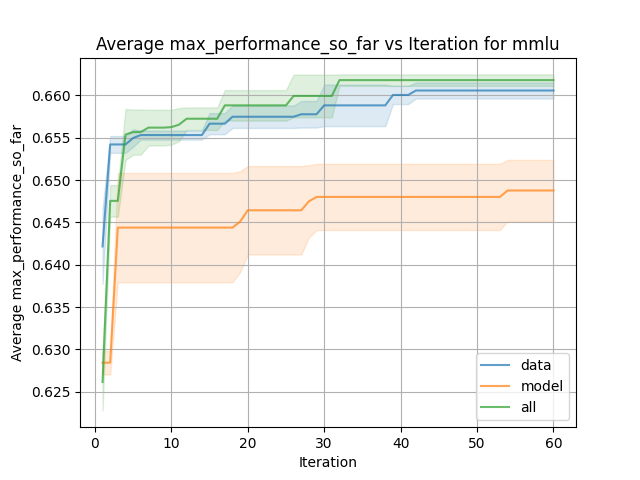 Average max_performance_so_far vs Iteration for mmlu
Average max_performance_so_far
0.660
0.655
0.650
0.645
0.640
0.635
0.630
0.625
0
10
20
30
40
50
60
Iteration
data
model
all